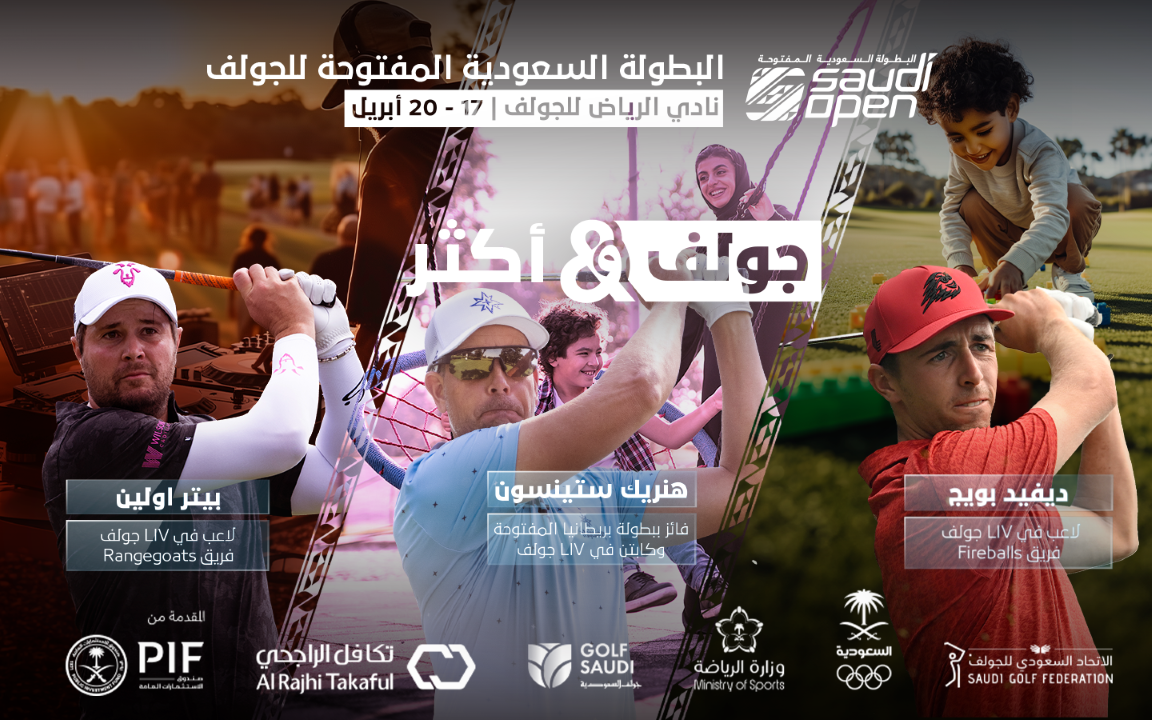 البطولة السعودية المفتوحة للجولف
نادي الرياض للجولف | 17 - 20 أبريل
البطولة السعودية المفتوحة
saudi
open
جولف & أكثر
بيتر اولين
لاعب في LIV جولف
فريق Rangegoats
هنريك ستينسون
فائز ببطولة بريطانيا المفتوحة
وكابتن في LIV جولف
ديفيد بويج
لاعب في LIV جولف
فريق Fireballs
المقدمة من
PIF
صندوق
الاستثمارات العامة
تكافل الراجحي
Al Rajhi Takaful
GOLF
SAUDI
جولف السعودية
وزارة الرياضة
Ministry of Sports
السعودية
الاتحاد السعودي للجولف
SAUDI GOLF FEDERATION